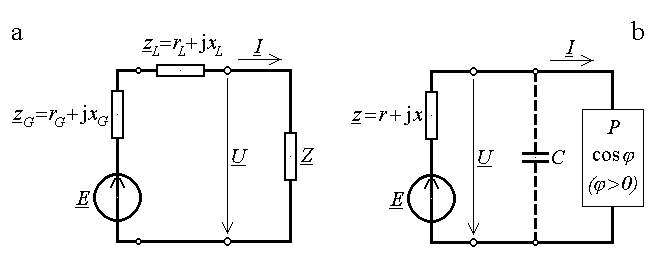 a
z_L=r_L+jx_L
I
z_G=r_G+jx_G
U
Z
E
b
I
z=r+jx
U
C
P
cosφ
(φ>0)
E